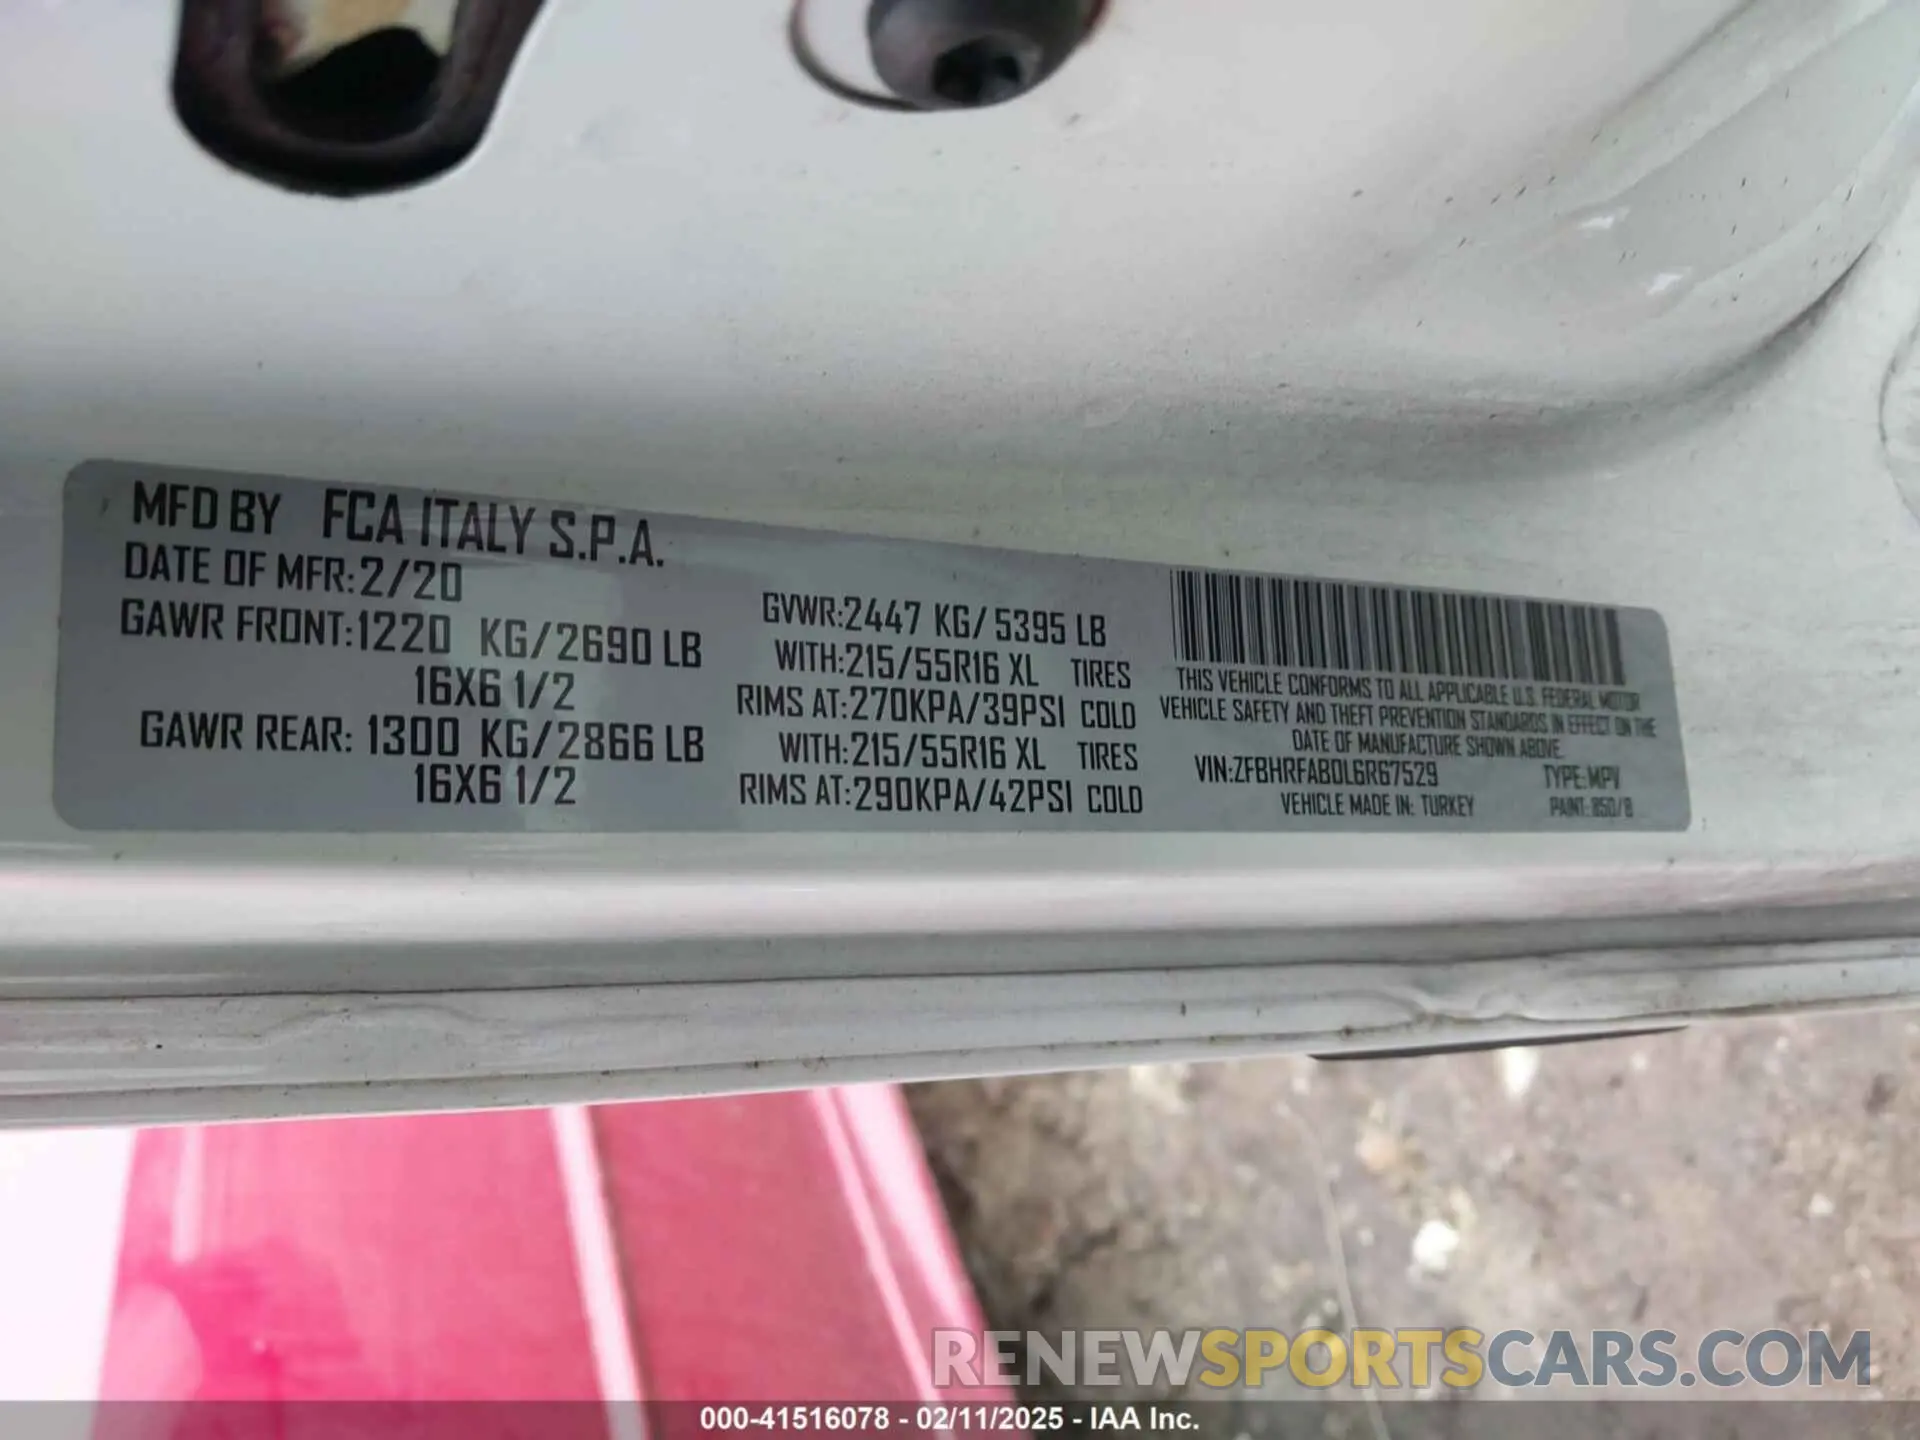 MFD BY FCA ITALY S.P.A.
DATE OF MFR:2/20
GAWR FRONT:1220 KG/2690 LB
16X6 1/2
GAWR REAR: 1300 KG/2866 LB
16X6 1/2
GVWR:2447 KG/ 5395 LB
WITH:215/55R16 XL TIRES
RIMS AT:270KPA/39PSI COLD
WITH:215/55R16 XL TIRES
RIMS AT:290KPA/42PSI COLD
THIS VEHICLE CONFORMS TO ALL APPLICABLE U.S. FEDERAL MOTOR
VEHICLE SAFETY AND THEFT PREVENTION STANDARDS IN EFFECT ON THE
DATE OF MANUFACTURE SHOWN ABOVE.
VIN:ZFBHRFAB0L6R67529 TYPE:MPV
VEHICLE MADE IN: TURKEY PAINT: 850/B
RENEWSPORTSCARS.COM
000-41516078 - 02/11/2025 - IAA Inc.